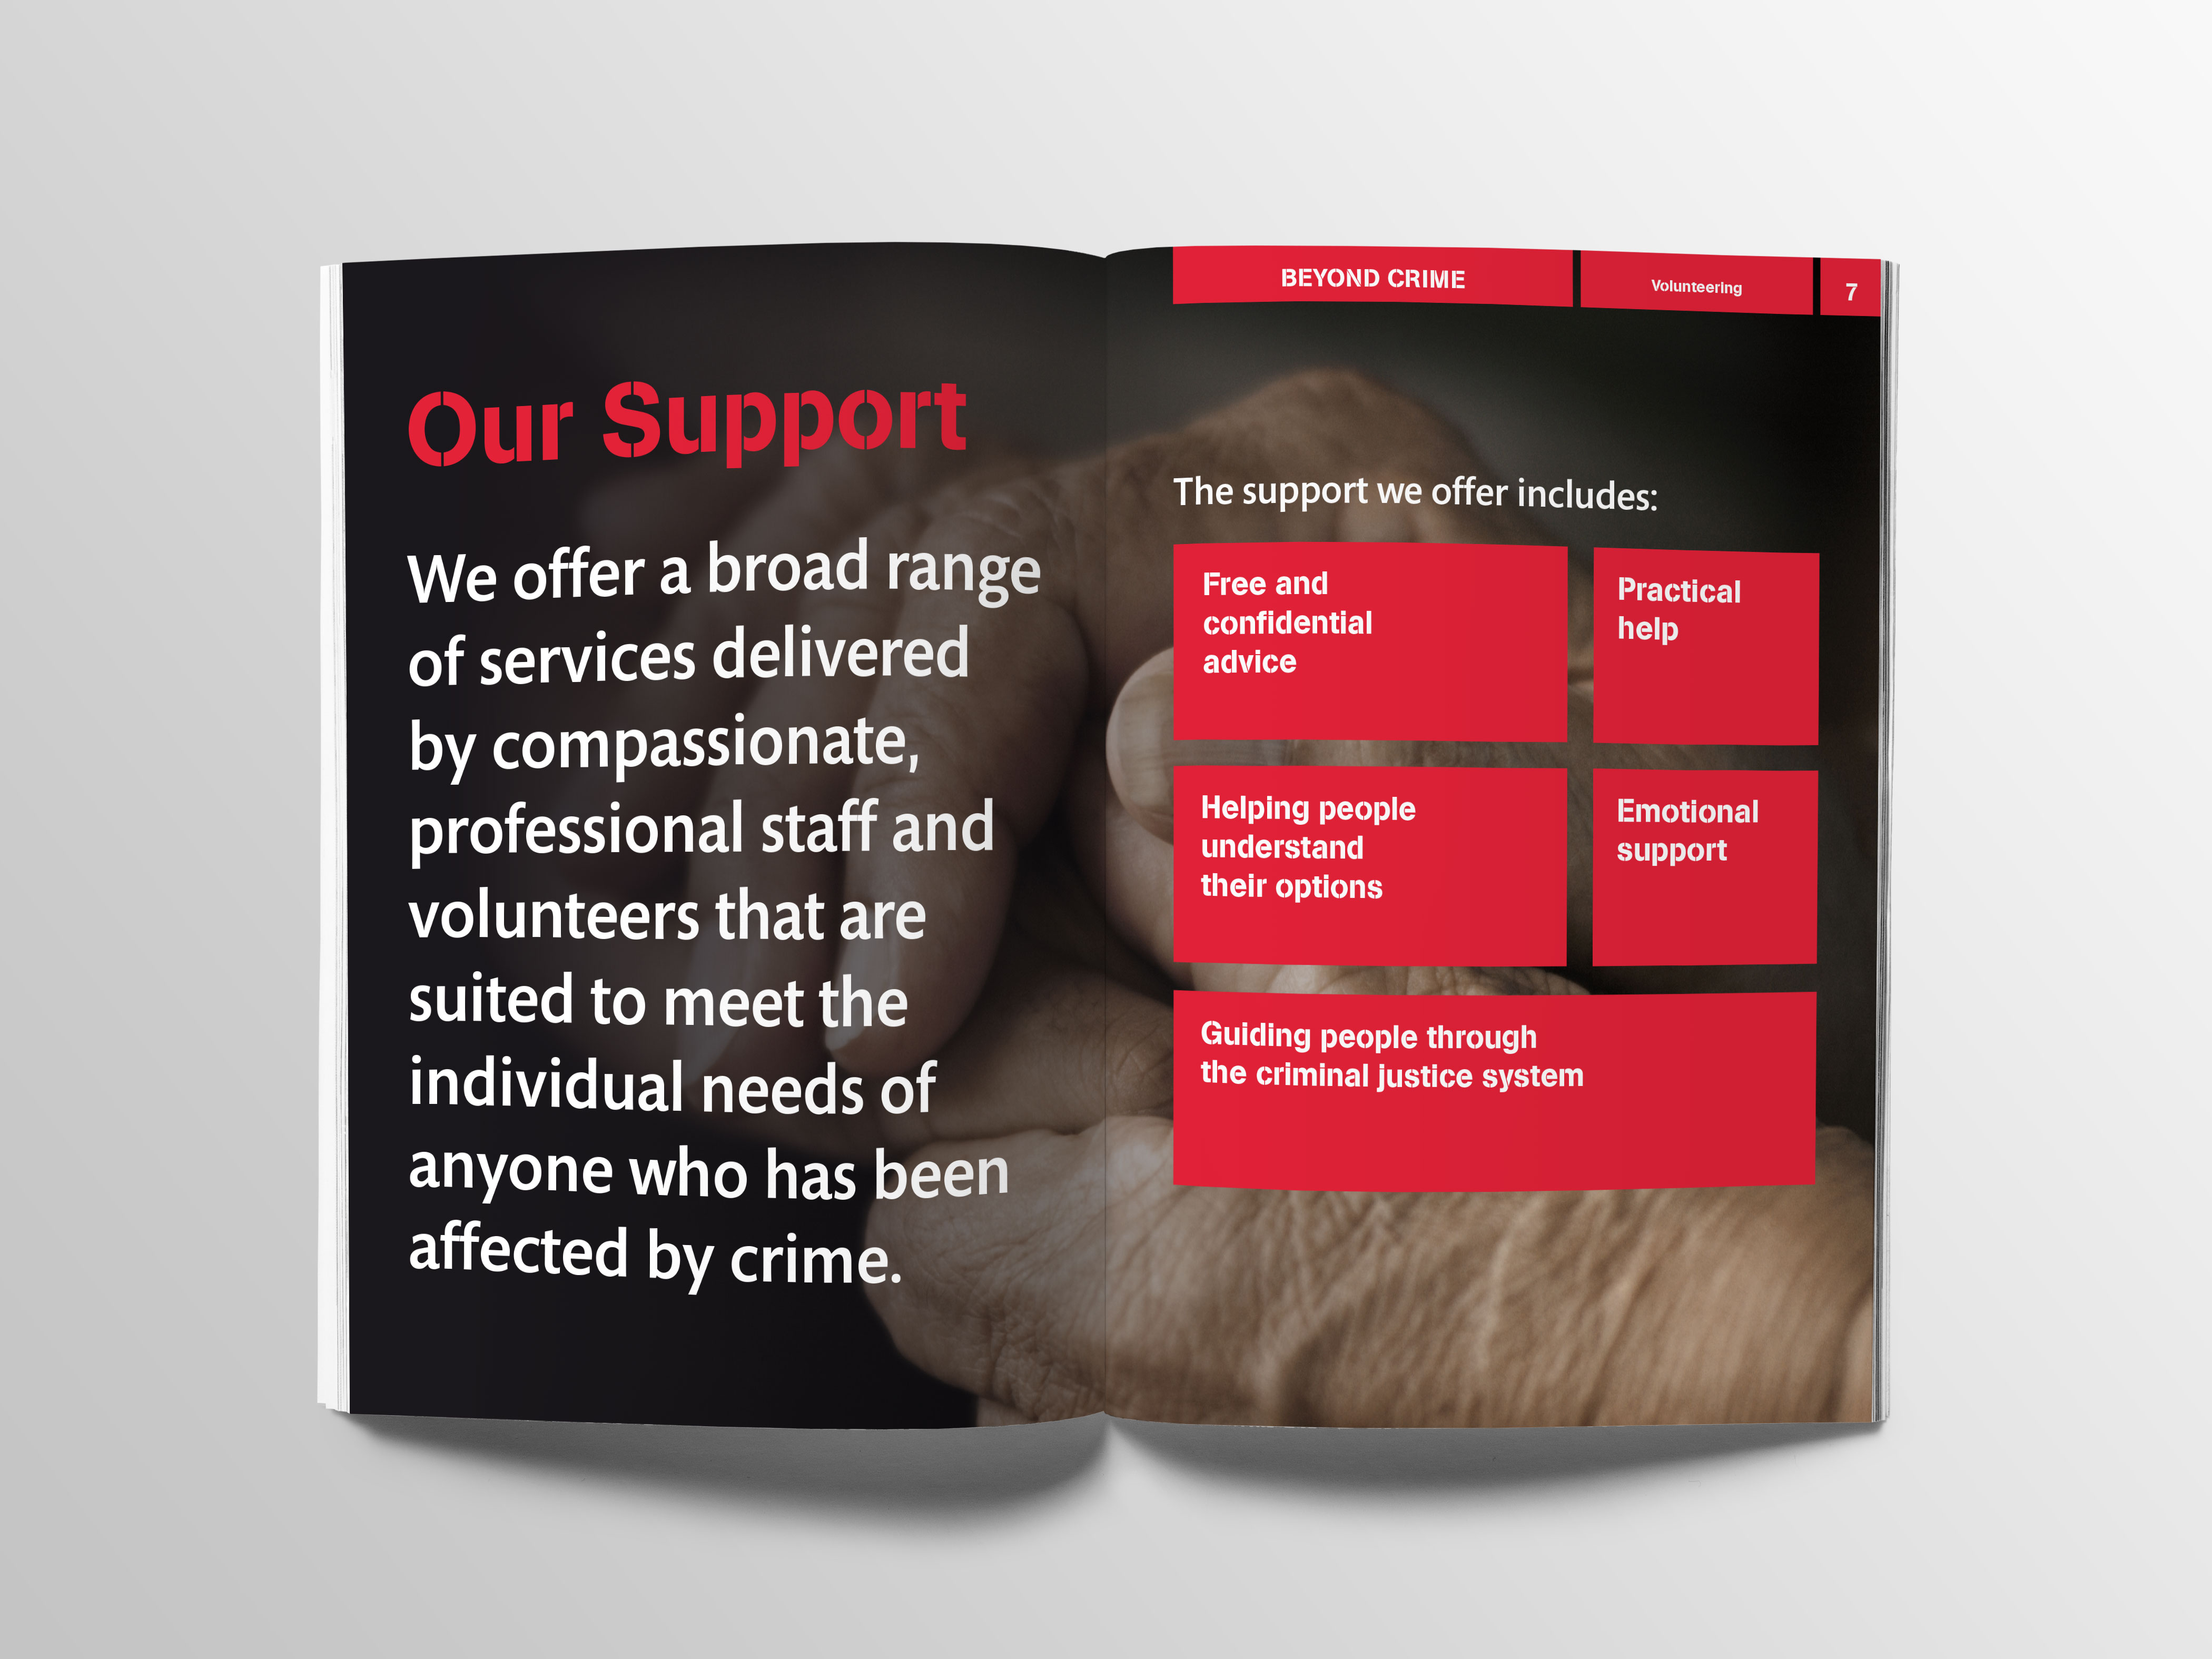 Our Support
We offer a broad range
of services delivered
by compassionate,
professional staff and
volunteers that are
suited to meet the
individual needs of
anyone who has been
affected by crime.
BEYOND CRIME
Volunteering
7
The support we offer includes:
Free and
confidential
advice
Practical
help
Helping people
understand
their options
Emotional
support
Guiding people through
the criminal justice system